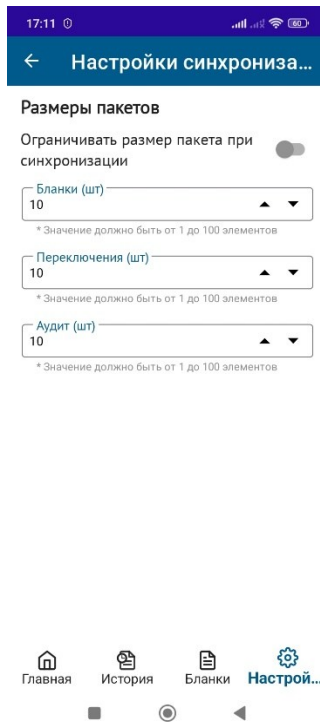 17:11
60
Настройки синхрониза...
Размеры пакетов
Ограничивать размер пакета при
синхронизации
Бланки (шт)
10
* Значение должно быть от 1 до 100 элементов
Переключения (шт)
10
* Значение должно быть от 1 до 100 элементов
Аудит (шт)
10
* Значение должно быть от 1 до 100 элементов
Главная История Бланки Настрой...